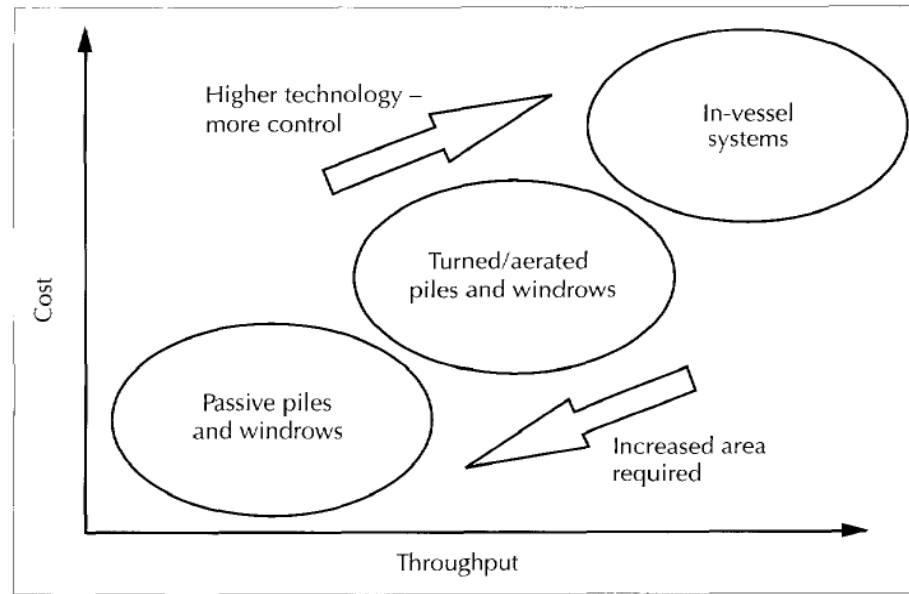 Higher technology –
more control
In-vessel
systems
Turned/aerated
piles and windrows
Cost
Passive piles
and windrows
Increased area
required
Throughput